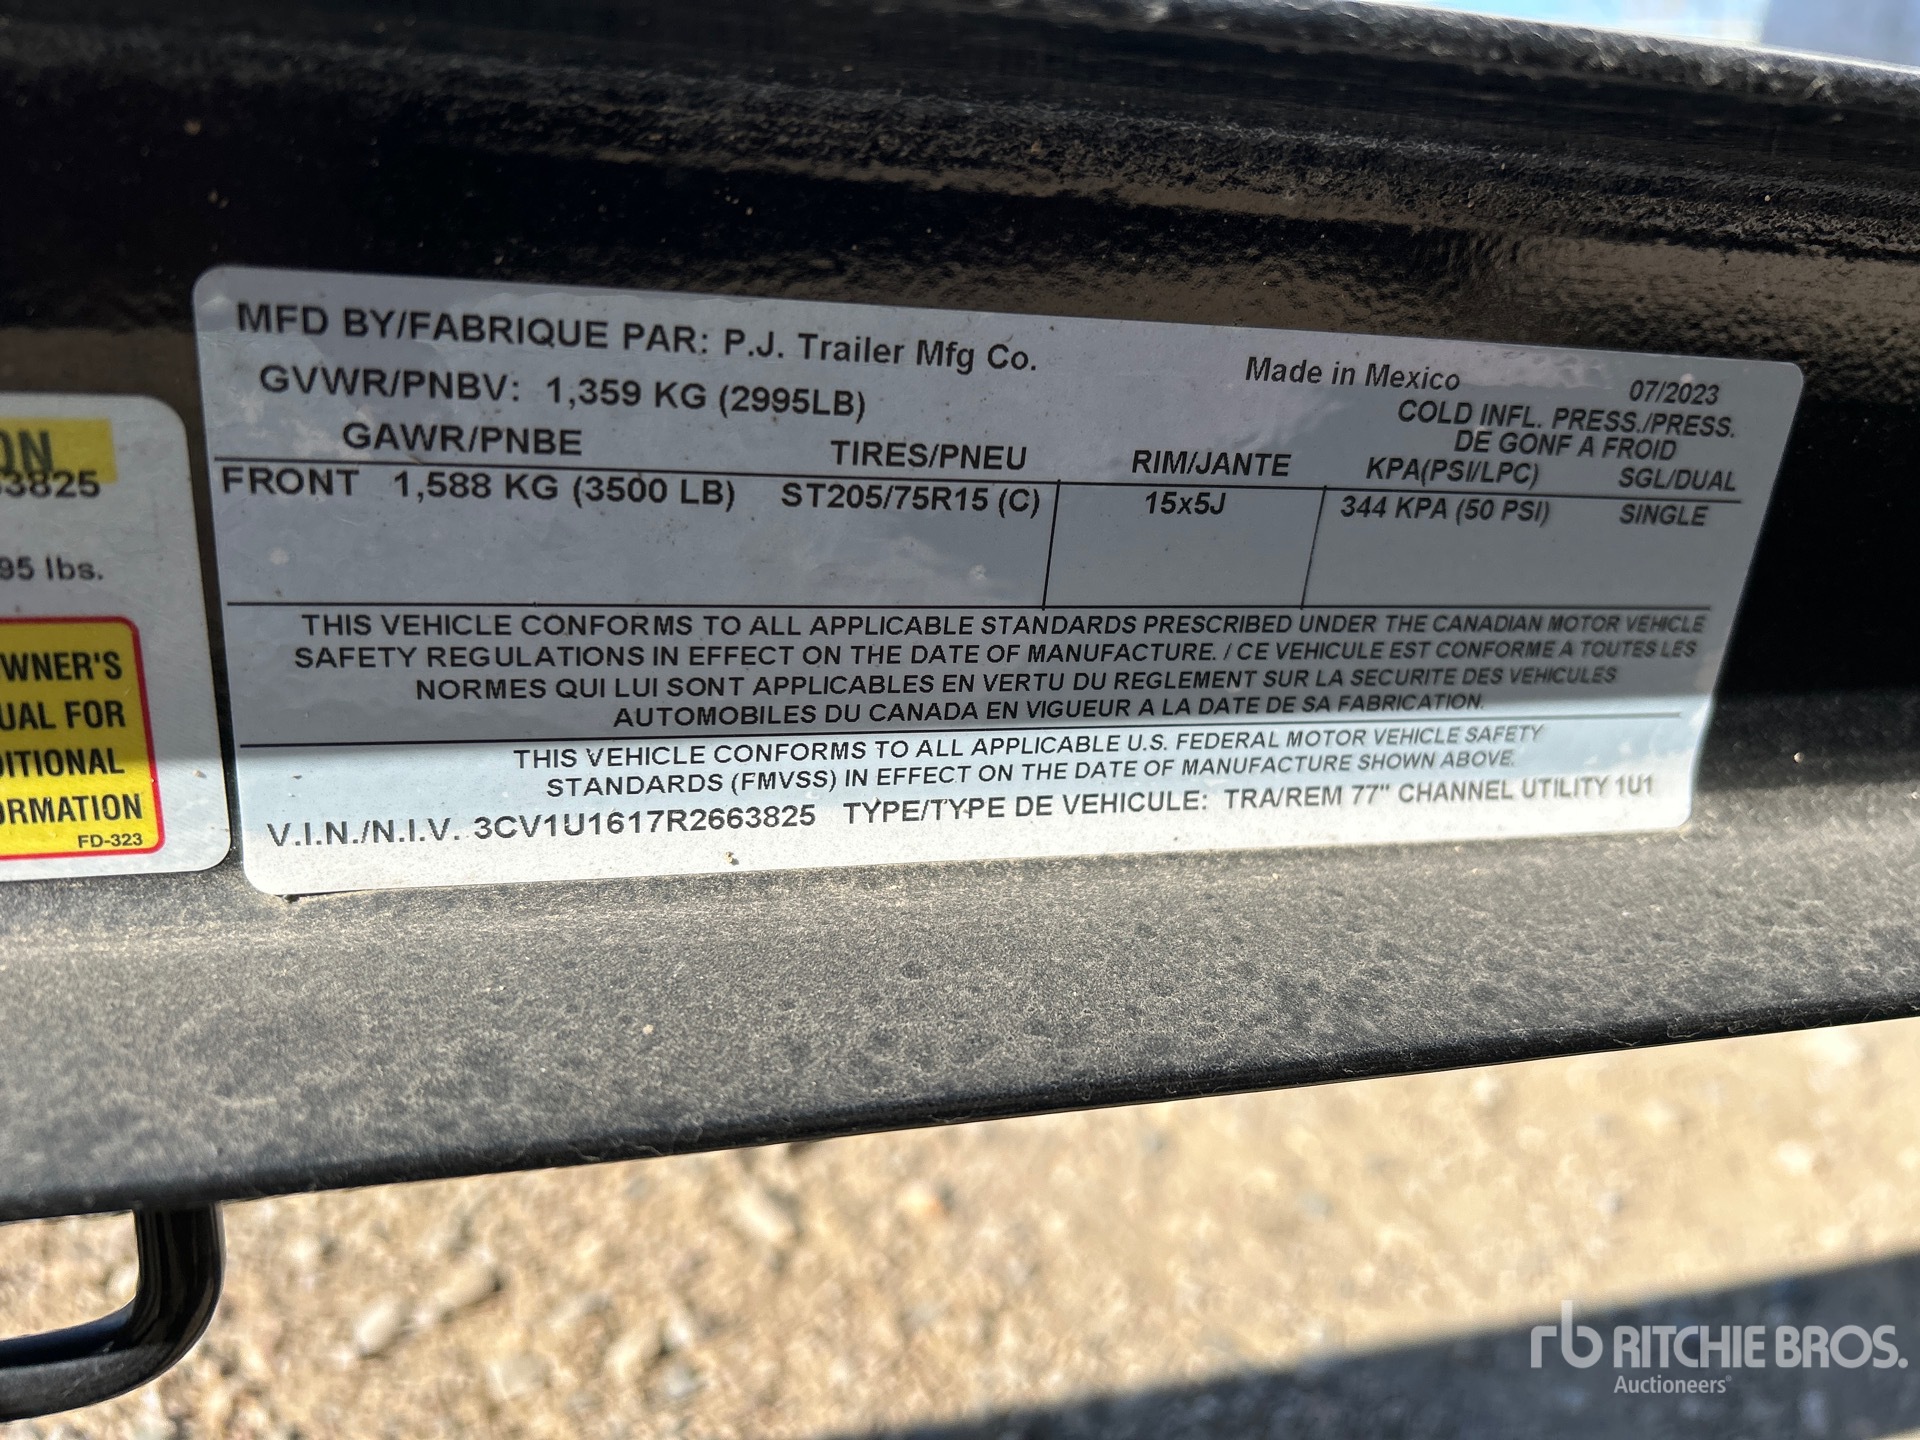 MFD BY/FABRIQUE PAR: P.J. Trailer Mfg Co.
Made in Mexico 07/2023
GVWR/PNBV: 1,359 KG (2995LB)
COLD INFL. PRESS./PRESS.
DE GONF A FROID
GAWR/PNBE TIRES/PNEU RIM/JANTE KPA(PSI/LPC) SGL/DUAL
FRONT 1,588 KG (3500 LB) ST205/75R15 (C) 15x5J 344 KPA (50 PSI) SINGLE
THIS VEHICLE CONFORMS TO ALL APPLICABLE STANDARDS PRESCRIBED UNDER THE CANADIAN MOTOR VEHICLE
SAFETY REGULATIONS IN EFFECT ON THE DATE OF MANUFACTURE. / CE VEHICULE EST CONFORME A TOUTES LES
NORMES QUI LUI SONT APPLICABLES EN VERTU DU REGLEMENT SUR LA SECURITE DES VEHICULES
AUTOMOBILES DU CANADA EN VIGUEUR A LA DATE DE SA FABRICATION.
THIS VEHICLE CONFORMS TO ALL APPLICABLE U.S. FEDERAL MOTOR VEHICLE SAFETY
STANDARDS (FMVSS) IN EFFECT ON THE DATE OF MANUFACTURE SHOWN ABOVE.
V.I.N./N.I.V. 3CV1U1617R2663825 TYPE/TYPE DE VEHICULE: TRA/REM 77" CHANNEL UTILITY 1U1
ON
3825
95 lbs.
WNER'S
UAL FOR
DITIONAL
ORMATION
FD-323
rb RITCHIE BROS.
Auctioneers